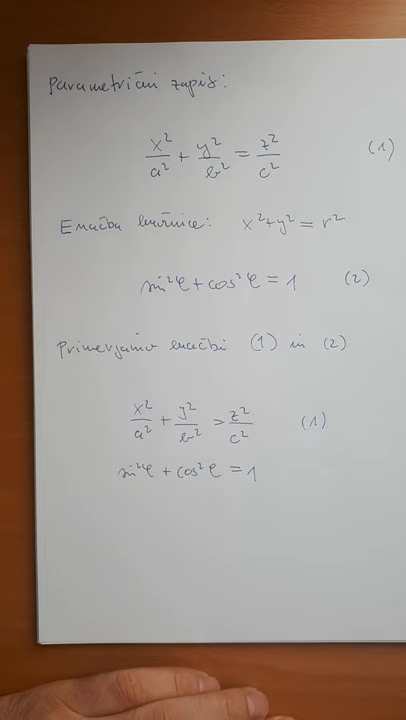 Parametrični zapis:
x²/a² + y²/b² = z²/c² (1)
Enačba krožnice: x² + y² = r²
sin²φ + cos²φ = 1 (2)
Primerjamo enačbi (1) in (2)
x²/a² + y²/b² = z²/c² (1)
sin²φ + cos²φ = 1